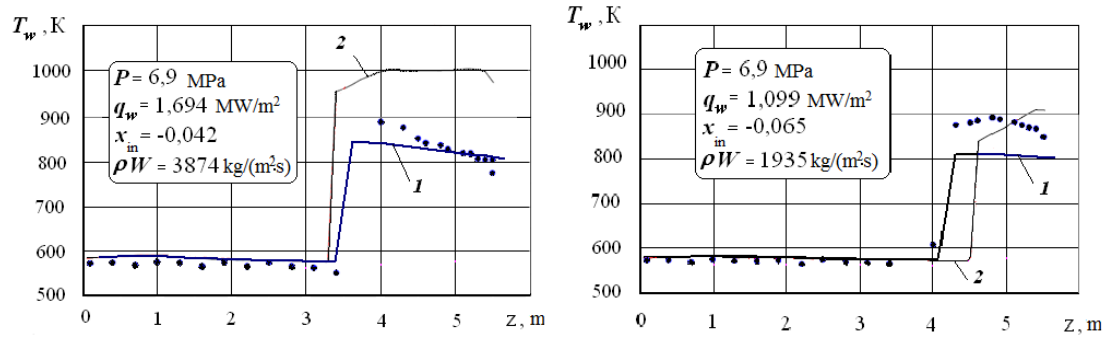 T_w , K
1000
900
800
700
600
500
0 1 2 3 4 5 z, m
P = 6,9 MPa
q_w = 1,694 MW/m²
x_in = -0,042
ρW = 3874 kg/(m²s)
2
1
T_w , K
1000
1000
900
800
700
600
500
0 1 2 3 4 5 z, m
P = 6,9 MPa
q_w = 1,099 MW/m²
x_in = -0,065
ρW = 1935 kg/(m²s)
1
2